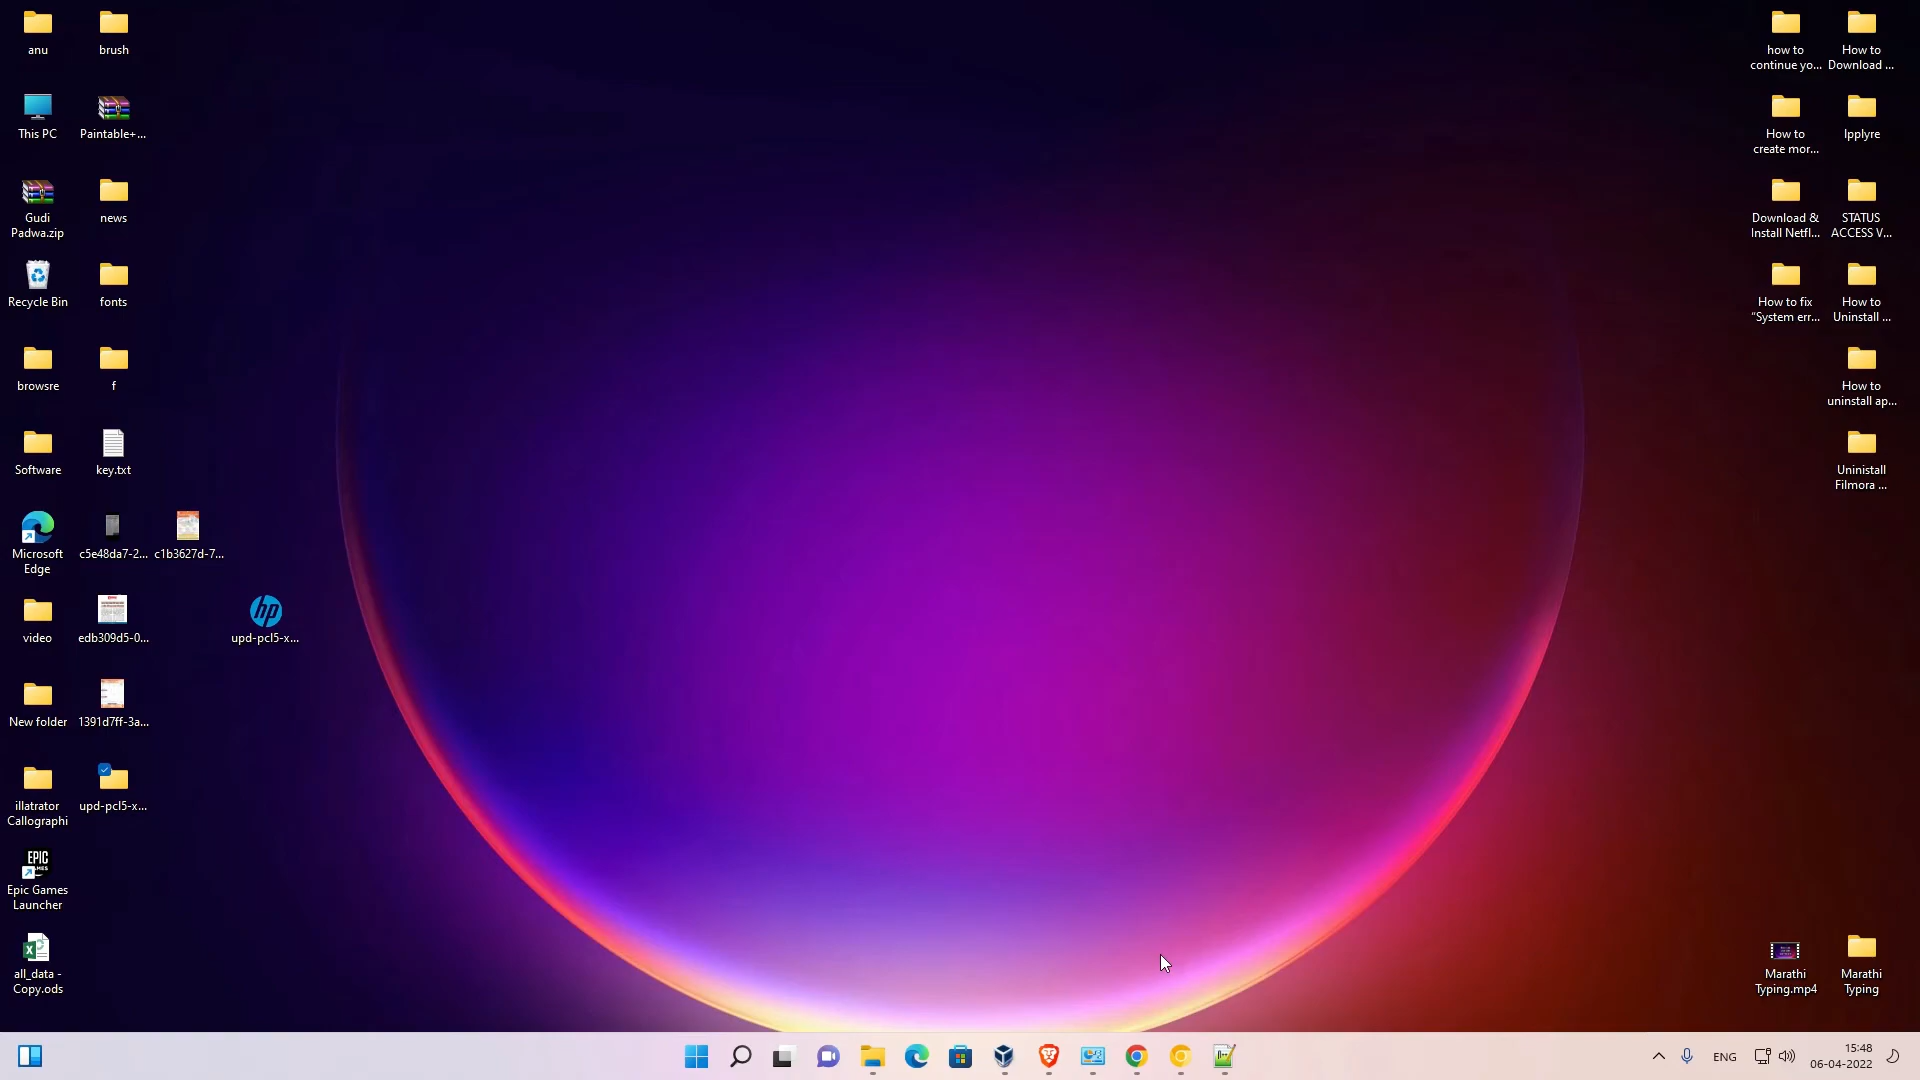 anu
brush
This PC
Paintable+...
Gudi
Padwa.zip
news
Recycle Bin
fonts
browsre
f
Software
key.txt
Microsoft
Edge
c5e48da7-2...
c1b3627d-7...
video
edb309d5-0...
hp
upd-pcl5-x...
New folder
1391d7ff-3a...
illatrator
Callographi
upd-pcl5-x...
EPIC
Epic Games
Launcher
all_data -
Copy.ods
how to
continue yo...
How to
Download ...
How to
create mor...
lpplyre
Download &
Install Netfl...
STATUS
ACCESS V...
How to fix
"System err...
How to
Uninstall ...
How to
uninstall ap...
Uninistall
Filmora ...
Marathi
Typing.mp4
Marathi
Typing
ENG
15:48
06-04-2022